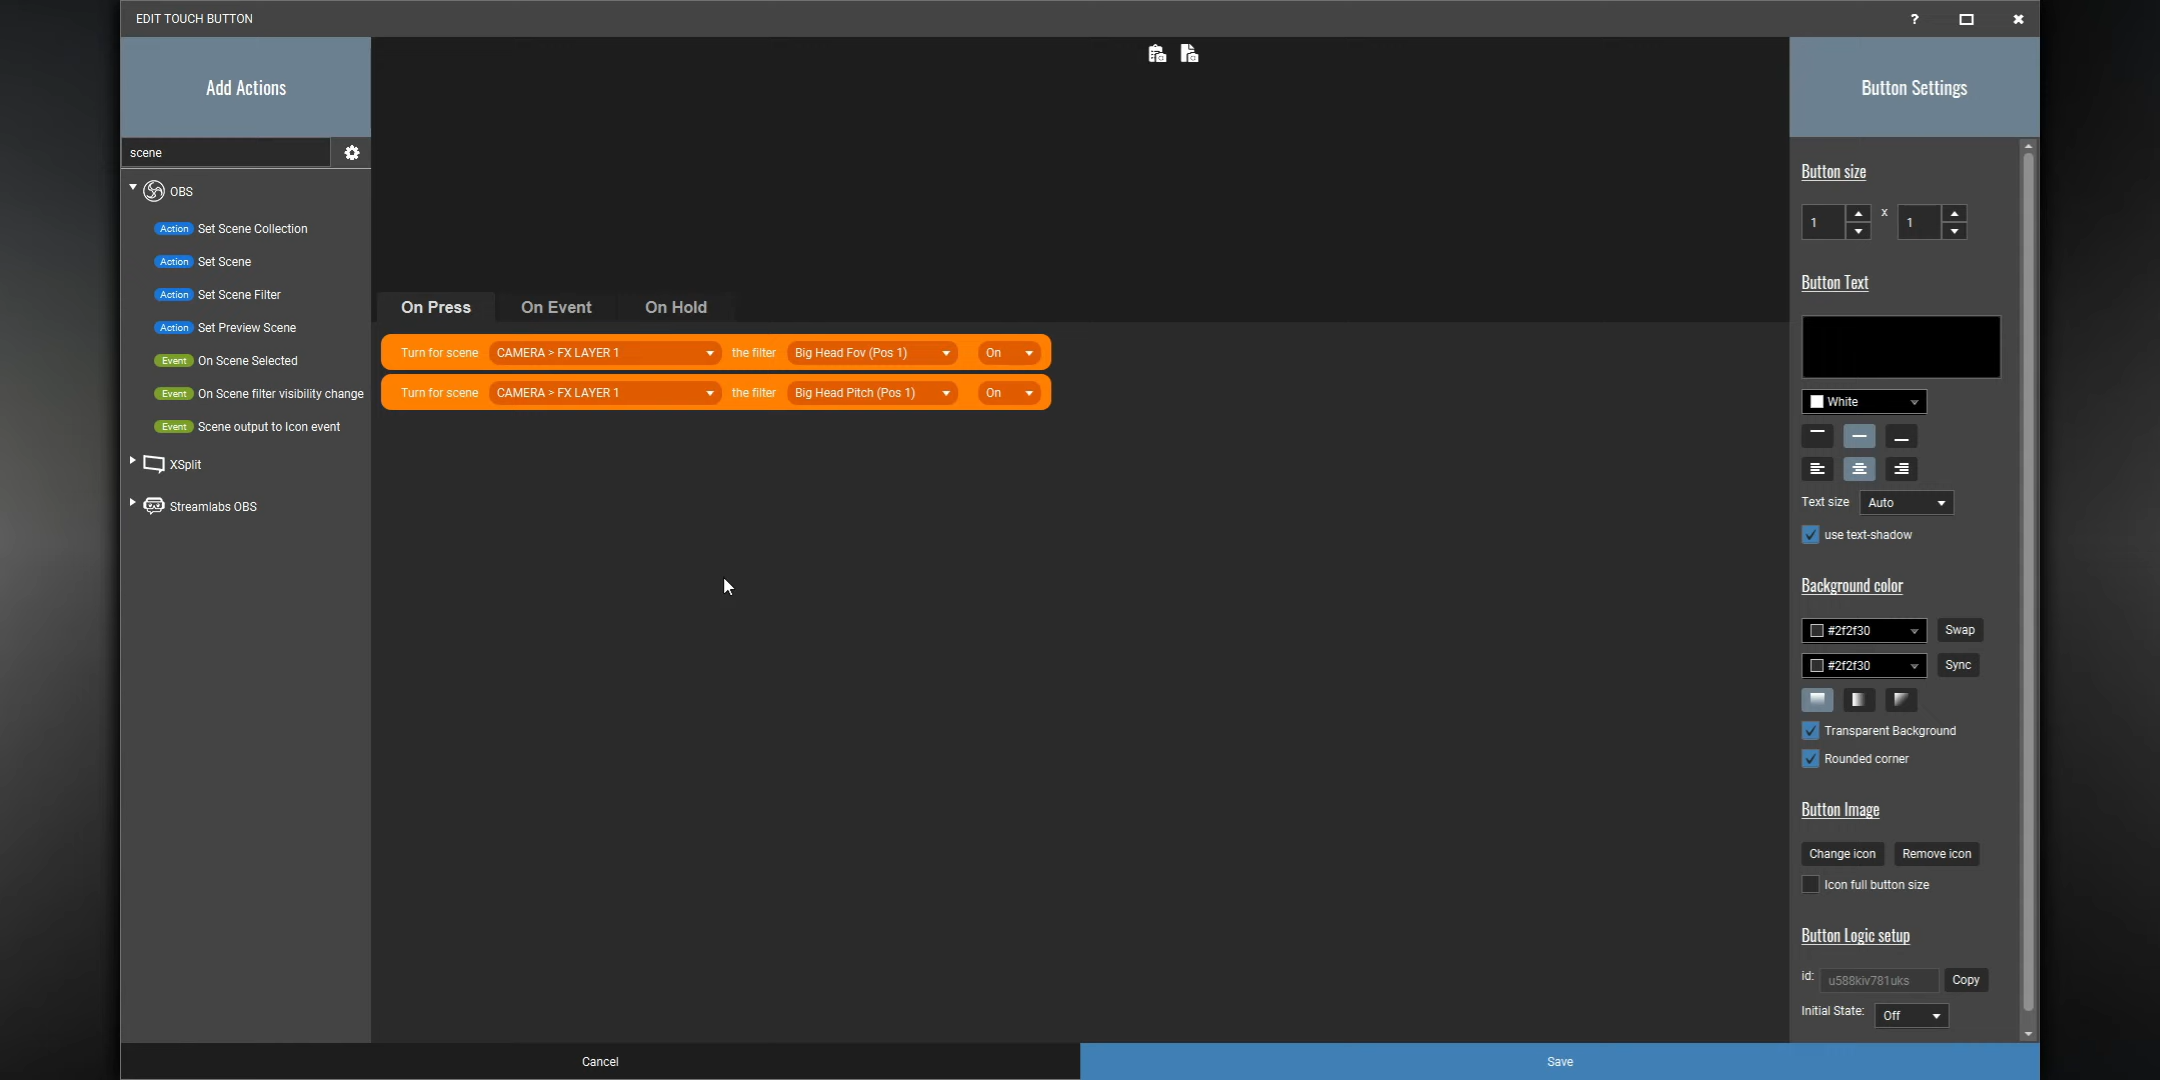 EDIT TOUCH BUTTON
?
Add Actions
Button Settings
scene
OBS
Action Set Scene Collection
Action Set Scene
Action Set Scene Filter
Action Set Preview Scene
Event On Scene Selected
Event On Scene filter visibility change
Event Scene output to Icon event
XSplit
Streamlabs OBS
On Press On Event On Hold
Turn for scene CAMERA > FX LAYER 1 the filter Big Head Fov (Pos 1) On
Turn for scene CAMERA > FX LAYER 1 the filter Big Head Pitch (Pos 1) On
Button size
1 x 1
Button Text
White
Text size Auto
use text-shadow
Background color
#2f2f30 Swap
#2f2f30 Sync
Transparent Background
Rounded corner
Button Image
Change icon Remove icon
Icon full button size
Button Logic setup
id: u588kiv781uks Copy
Initial State: Off
Cancel
Save